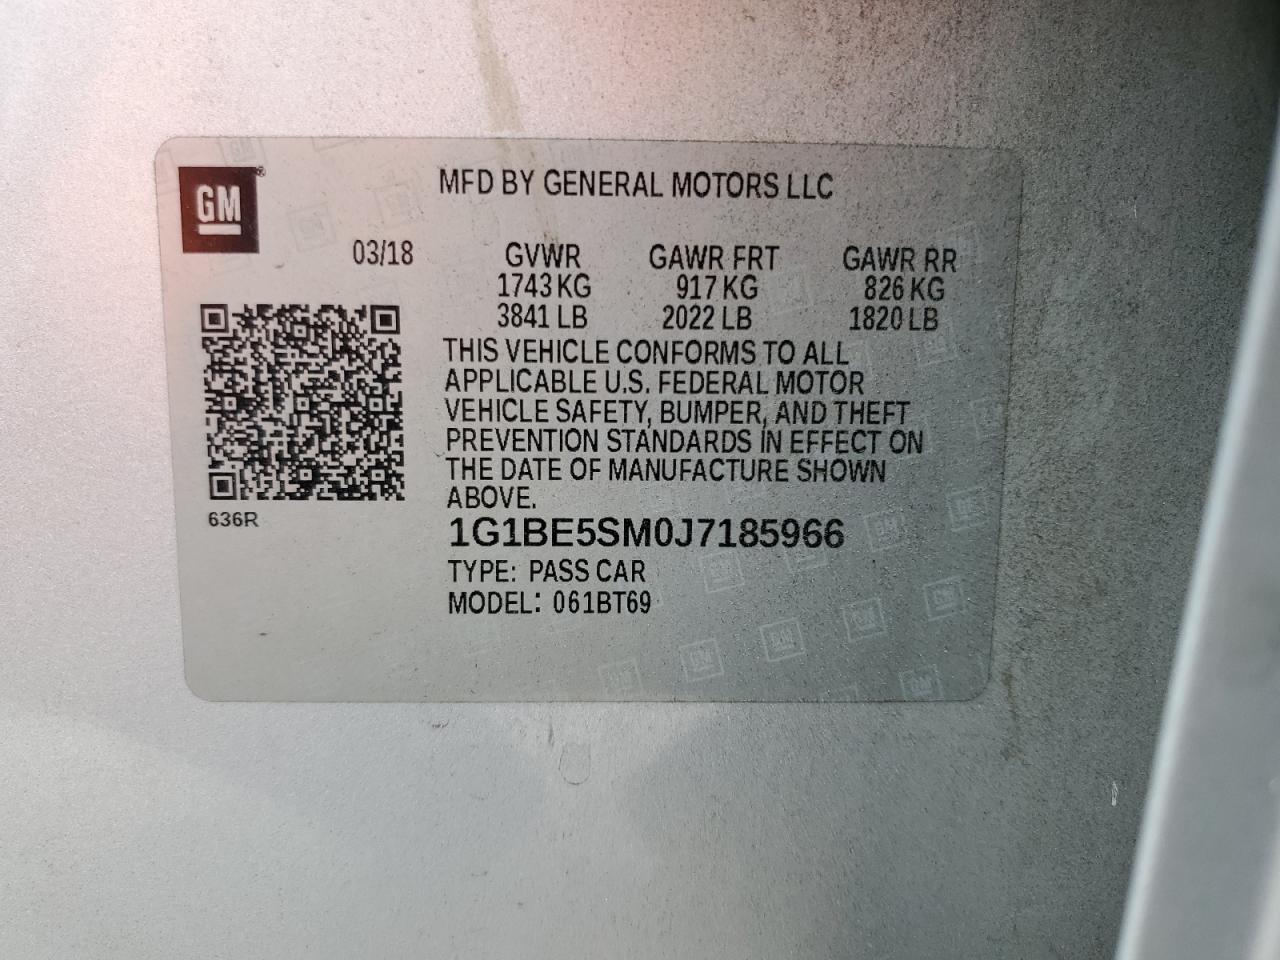 GM®
MFD BY GENERAL MOTORS LLC
03/18
GVWR GAWR FRT GAWR RR
1743 KG 917 KG 826 KG
3841 LB 2022 LB 1820 LB
THIS VEHICLE CONFORMS TO ALL
APPLICABLE U.S. FEDERAL MOTOR
VEHICLE SAFETY, BUMPER, AND THEFT
PREVENTION STANDARDS IN EFFECT ON
THE DATE OF MANUFACTURE SHOWN
ABOVE.
636R
1G1BE5SM0J7185966
TYPE: PASS CAR
MODEL: 061BT69